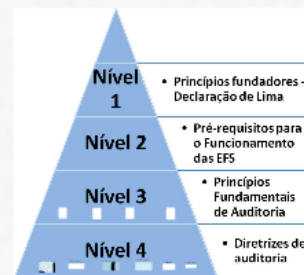 Nível
1
• Princípios fundadores -
Declaração de Lima
Nível 2
• Pré-requisitos para
o Funcionamento
das EFS
Nível 3
• Princípios
Fundamentais
de Auditoria
Nível 4
• Diretrizes de
auditoria